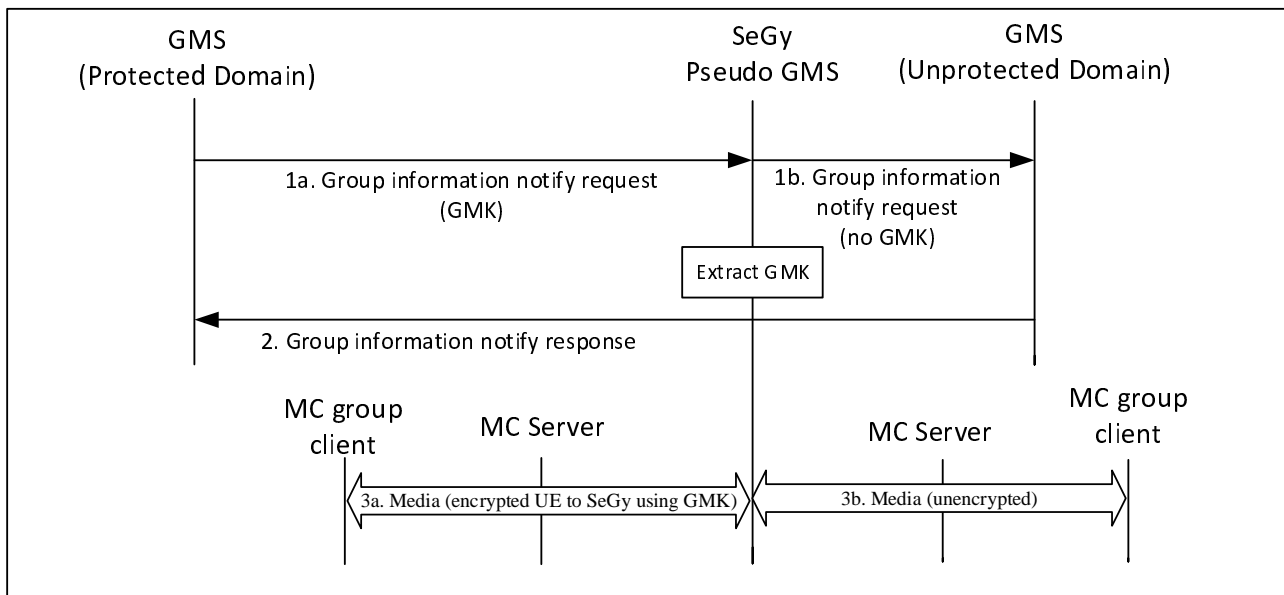 GMS
(Protected Domain)
SeGy
Pseudo GMS
GMS
(Unprotected Domain)
1a. Group information notify request
(GMK)
1b. Group information
notify request
(no GMK)
Extract GMK
2. Group information notify response
MC group
client
MC Server
MC Server
MC group
client
3a. Media (encrypted UE to SeGy using GMK)
3b. Media (unencrypted)